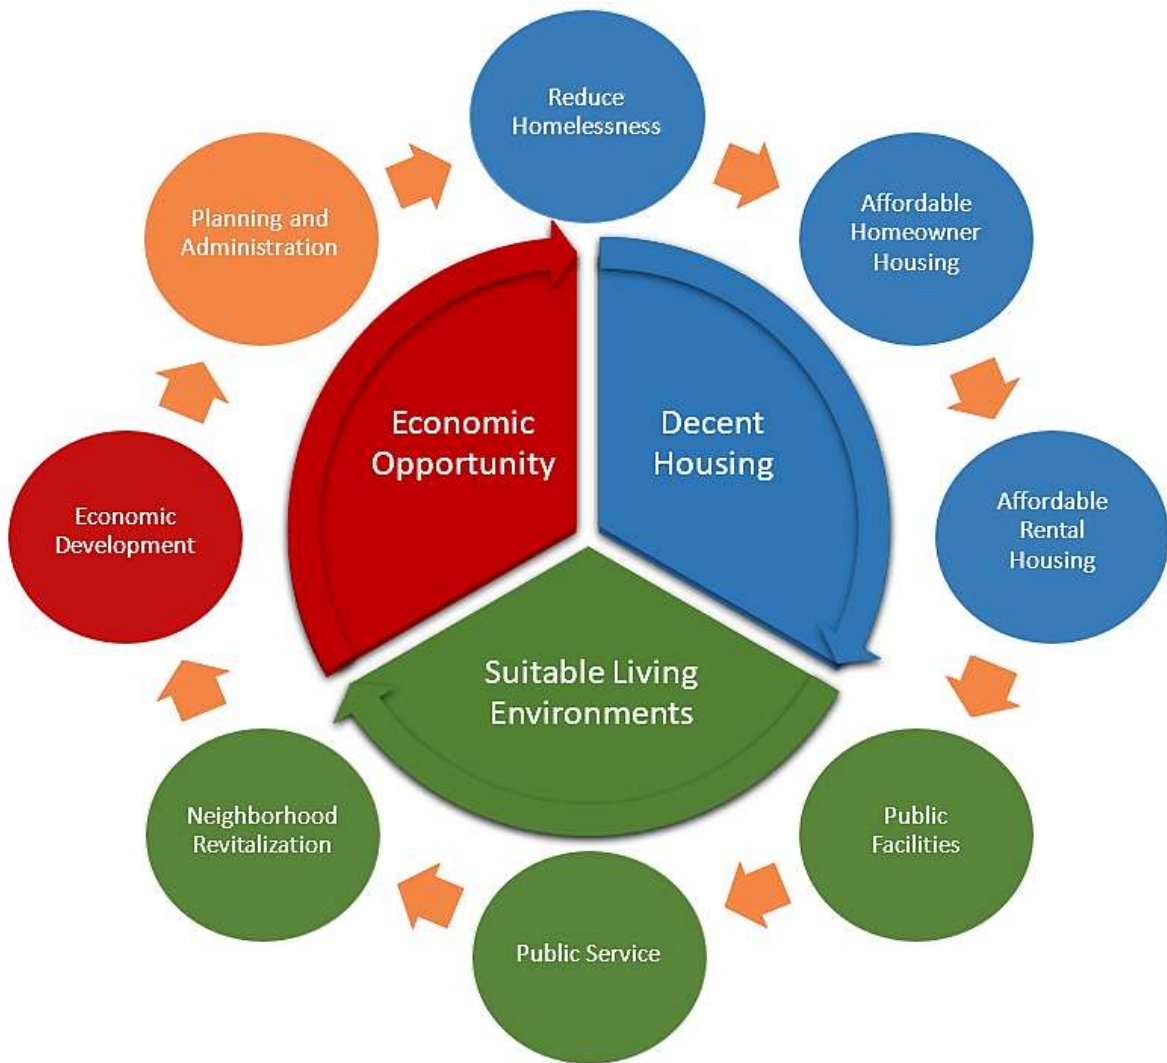 Reduce
Homelessness
Affordable
Homeowner
Housing
Affordable
Rental
Housing
Public
Facilities
Public Service
Neighborhood
Revitalization
Economic
Development
Planning and
Administration
Economic
Opportunity
Decent
Housing
Suitable Living
Environments